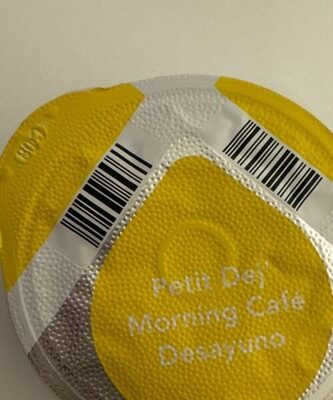 Petit Dej'
Morning Café
Desayuno